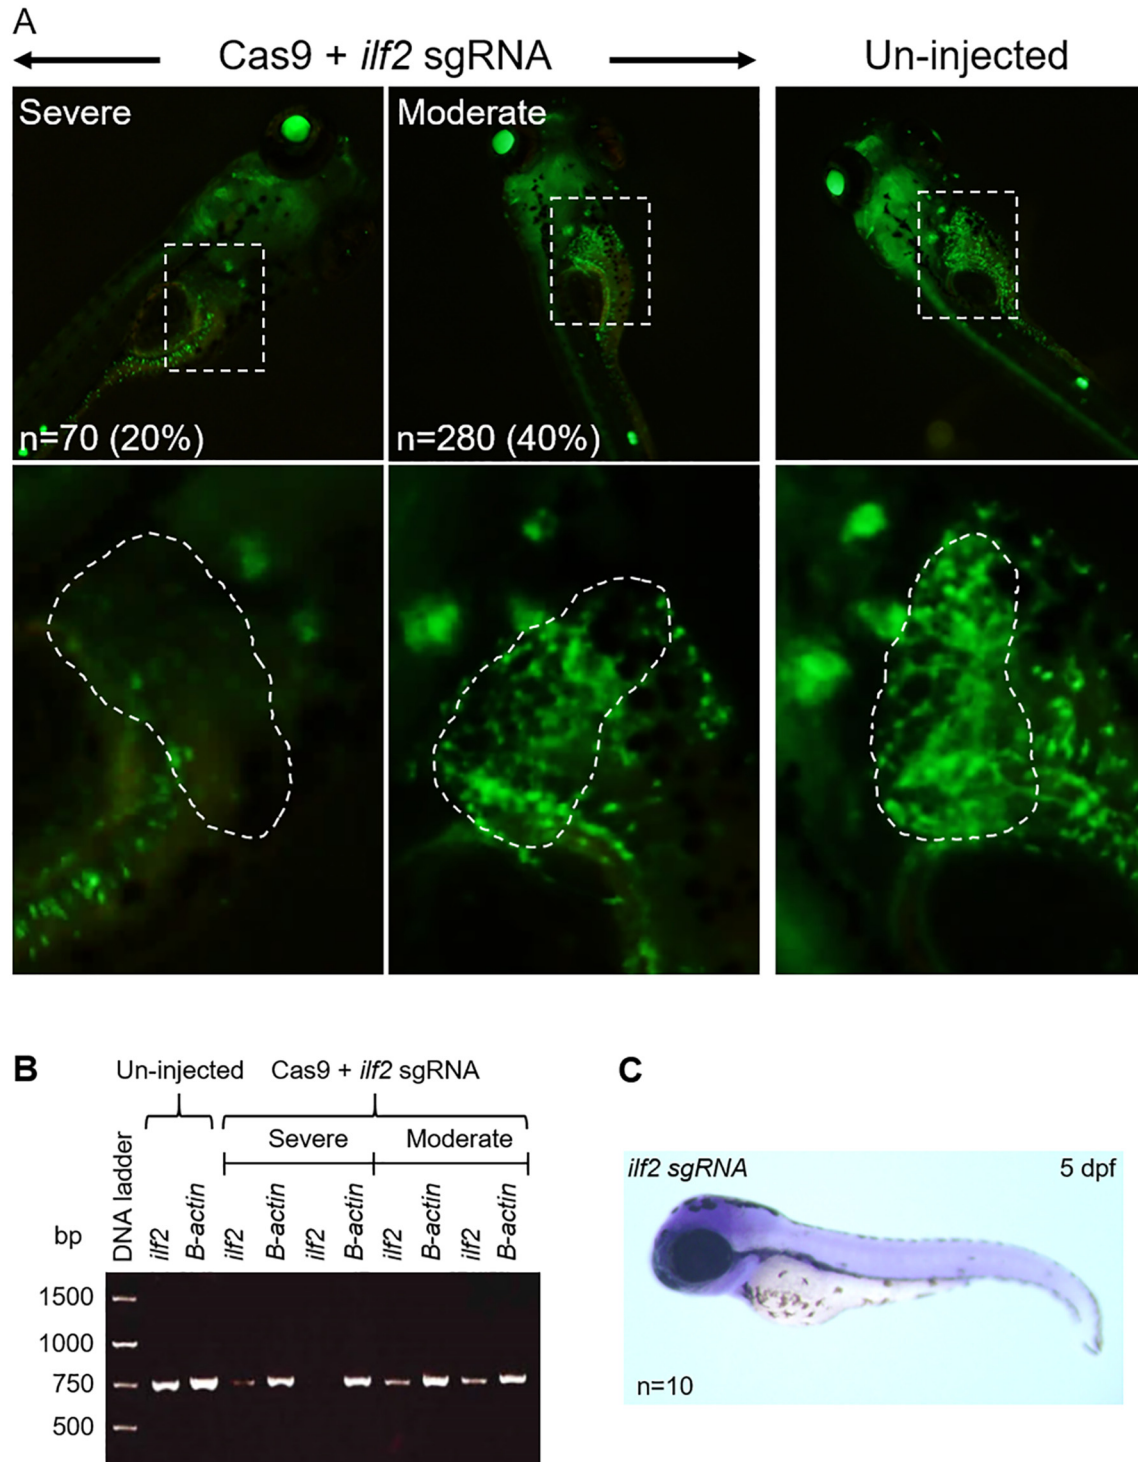 A
Cas9 + ilf2 sgRNA
Un-injected
Severe
Moderate
n=70 (20%)
n=280 (40%)
B
Un-injected
Cas9 + ilf2 sgRNA
Severe
Moderate
bp
DNA ladder
ilf2
B-actin
ilf2
B-actin
ilf2
B-actin
ilf2
B-actin
ilf2
B-actin
1500
1000
750
500
C
ilf2 sgRNA
5 dpf
n=10